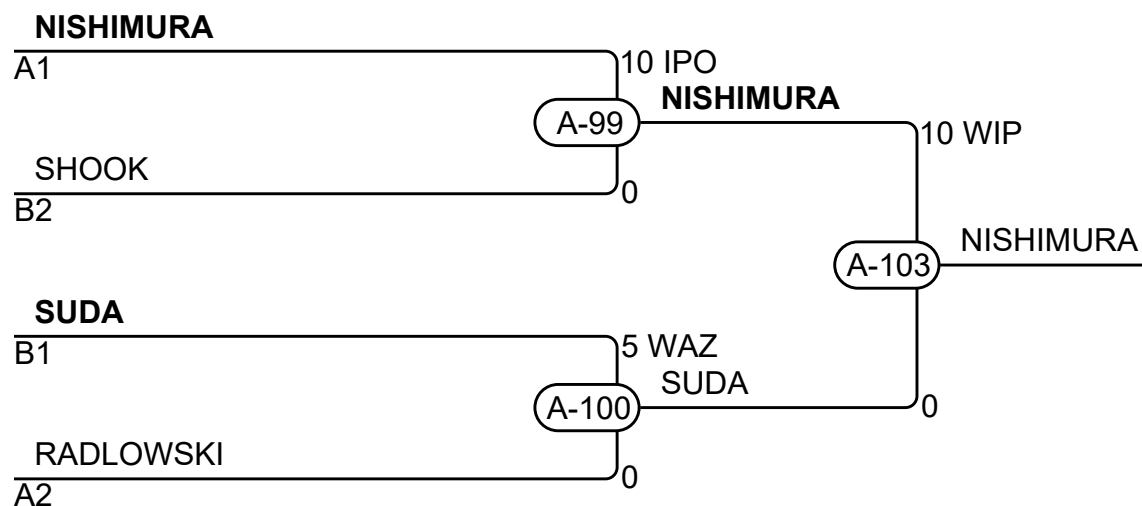 NISHIMURA
A1
10 IPO
A-99
NISHIMURA
10 WIP
SHOOK
B2
0
A-103
NISHIMURA
SUDA
B1
5 WAZ
SUDA
A-100
0
RADLOWSKI
A2
0